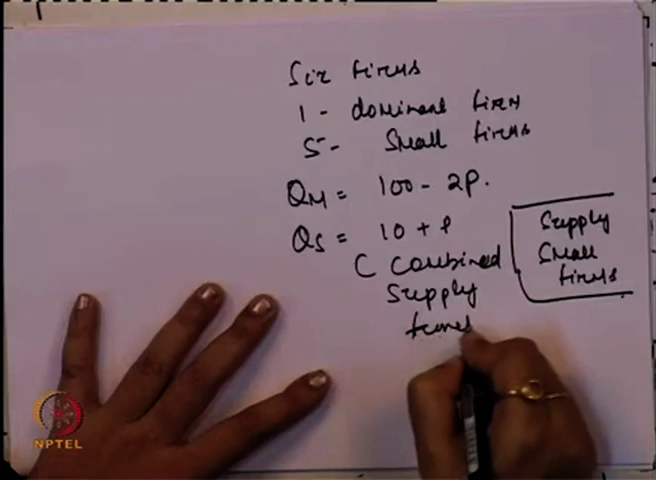 Six firms
1 - dominant firm
5 - Small firms
QM = 100 - 2P.
QS = 10 + P
( Combined
supply
Supply
Small
firms
NPTEL